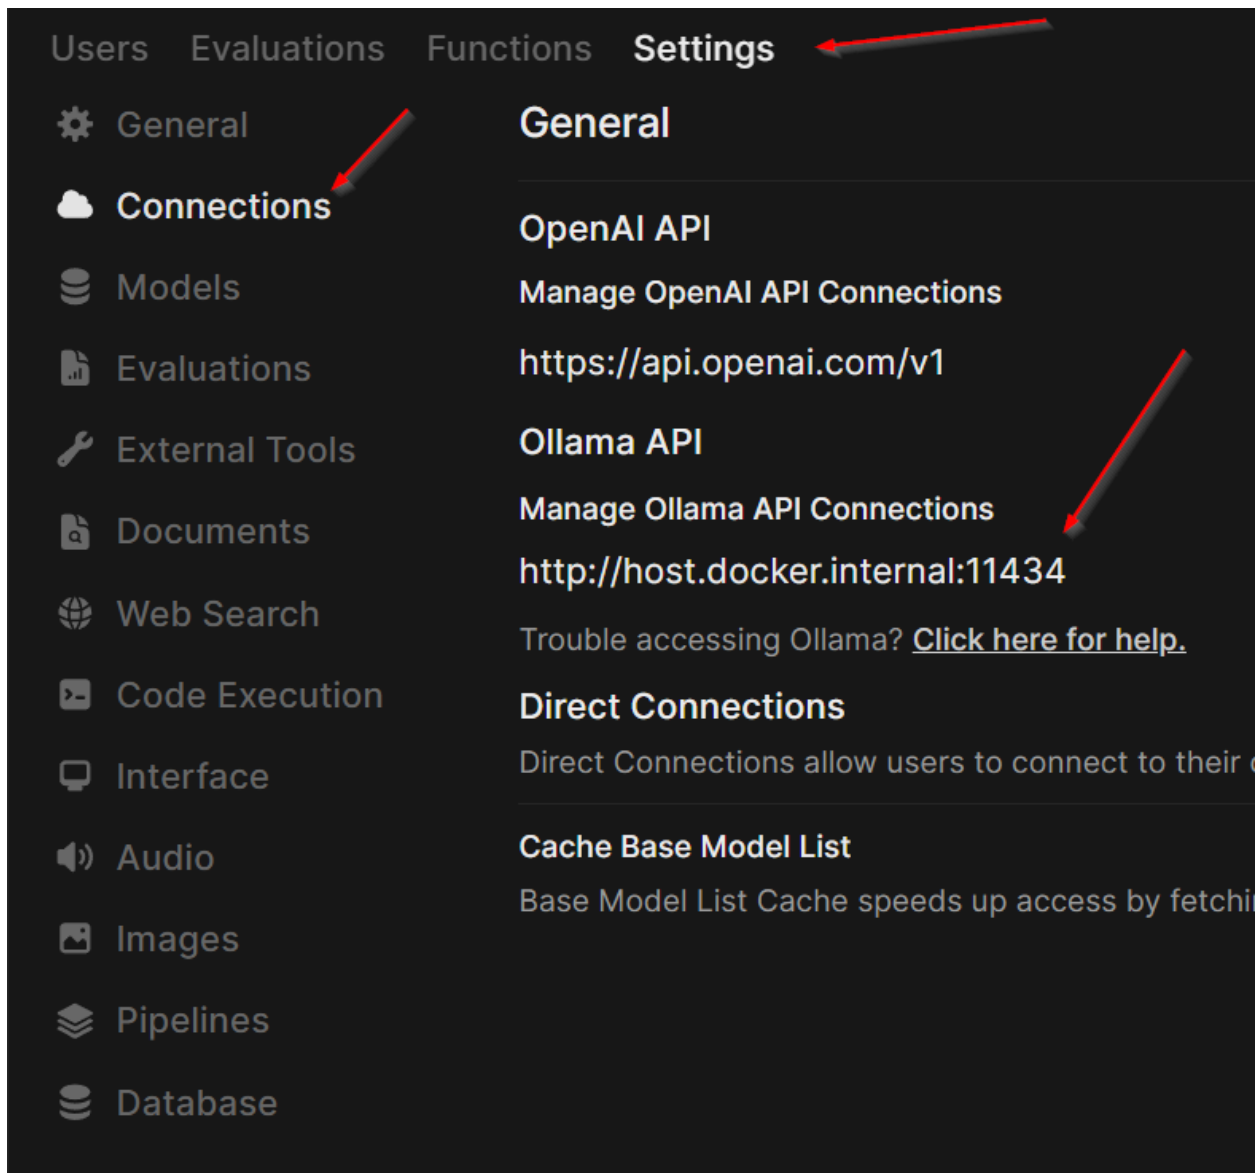 Users Evaluations Functions Settings
General
Connections
Models
Evaluations
External Tools
Documents
Web Search
Code Execution
Interface
Audio
Images
Pipelines
Database
General
OpenAI API
Manage OpenAI API Connections
https://api.openai.com/v1
Ollama API
Manage Ollama API Connections
http://host.docker.internal:11434
Trouble accessing Ollama? Click here for help.
Direct Connections
Direct Connections allow users to connect to their
Cache Base Model List
Base Model List Cache speeds up access by